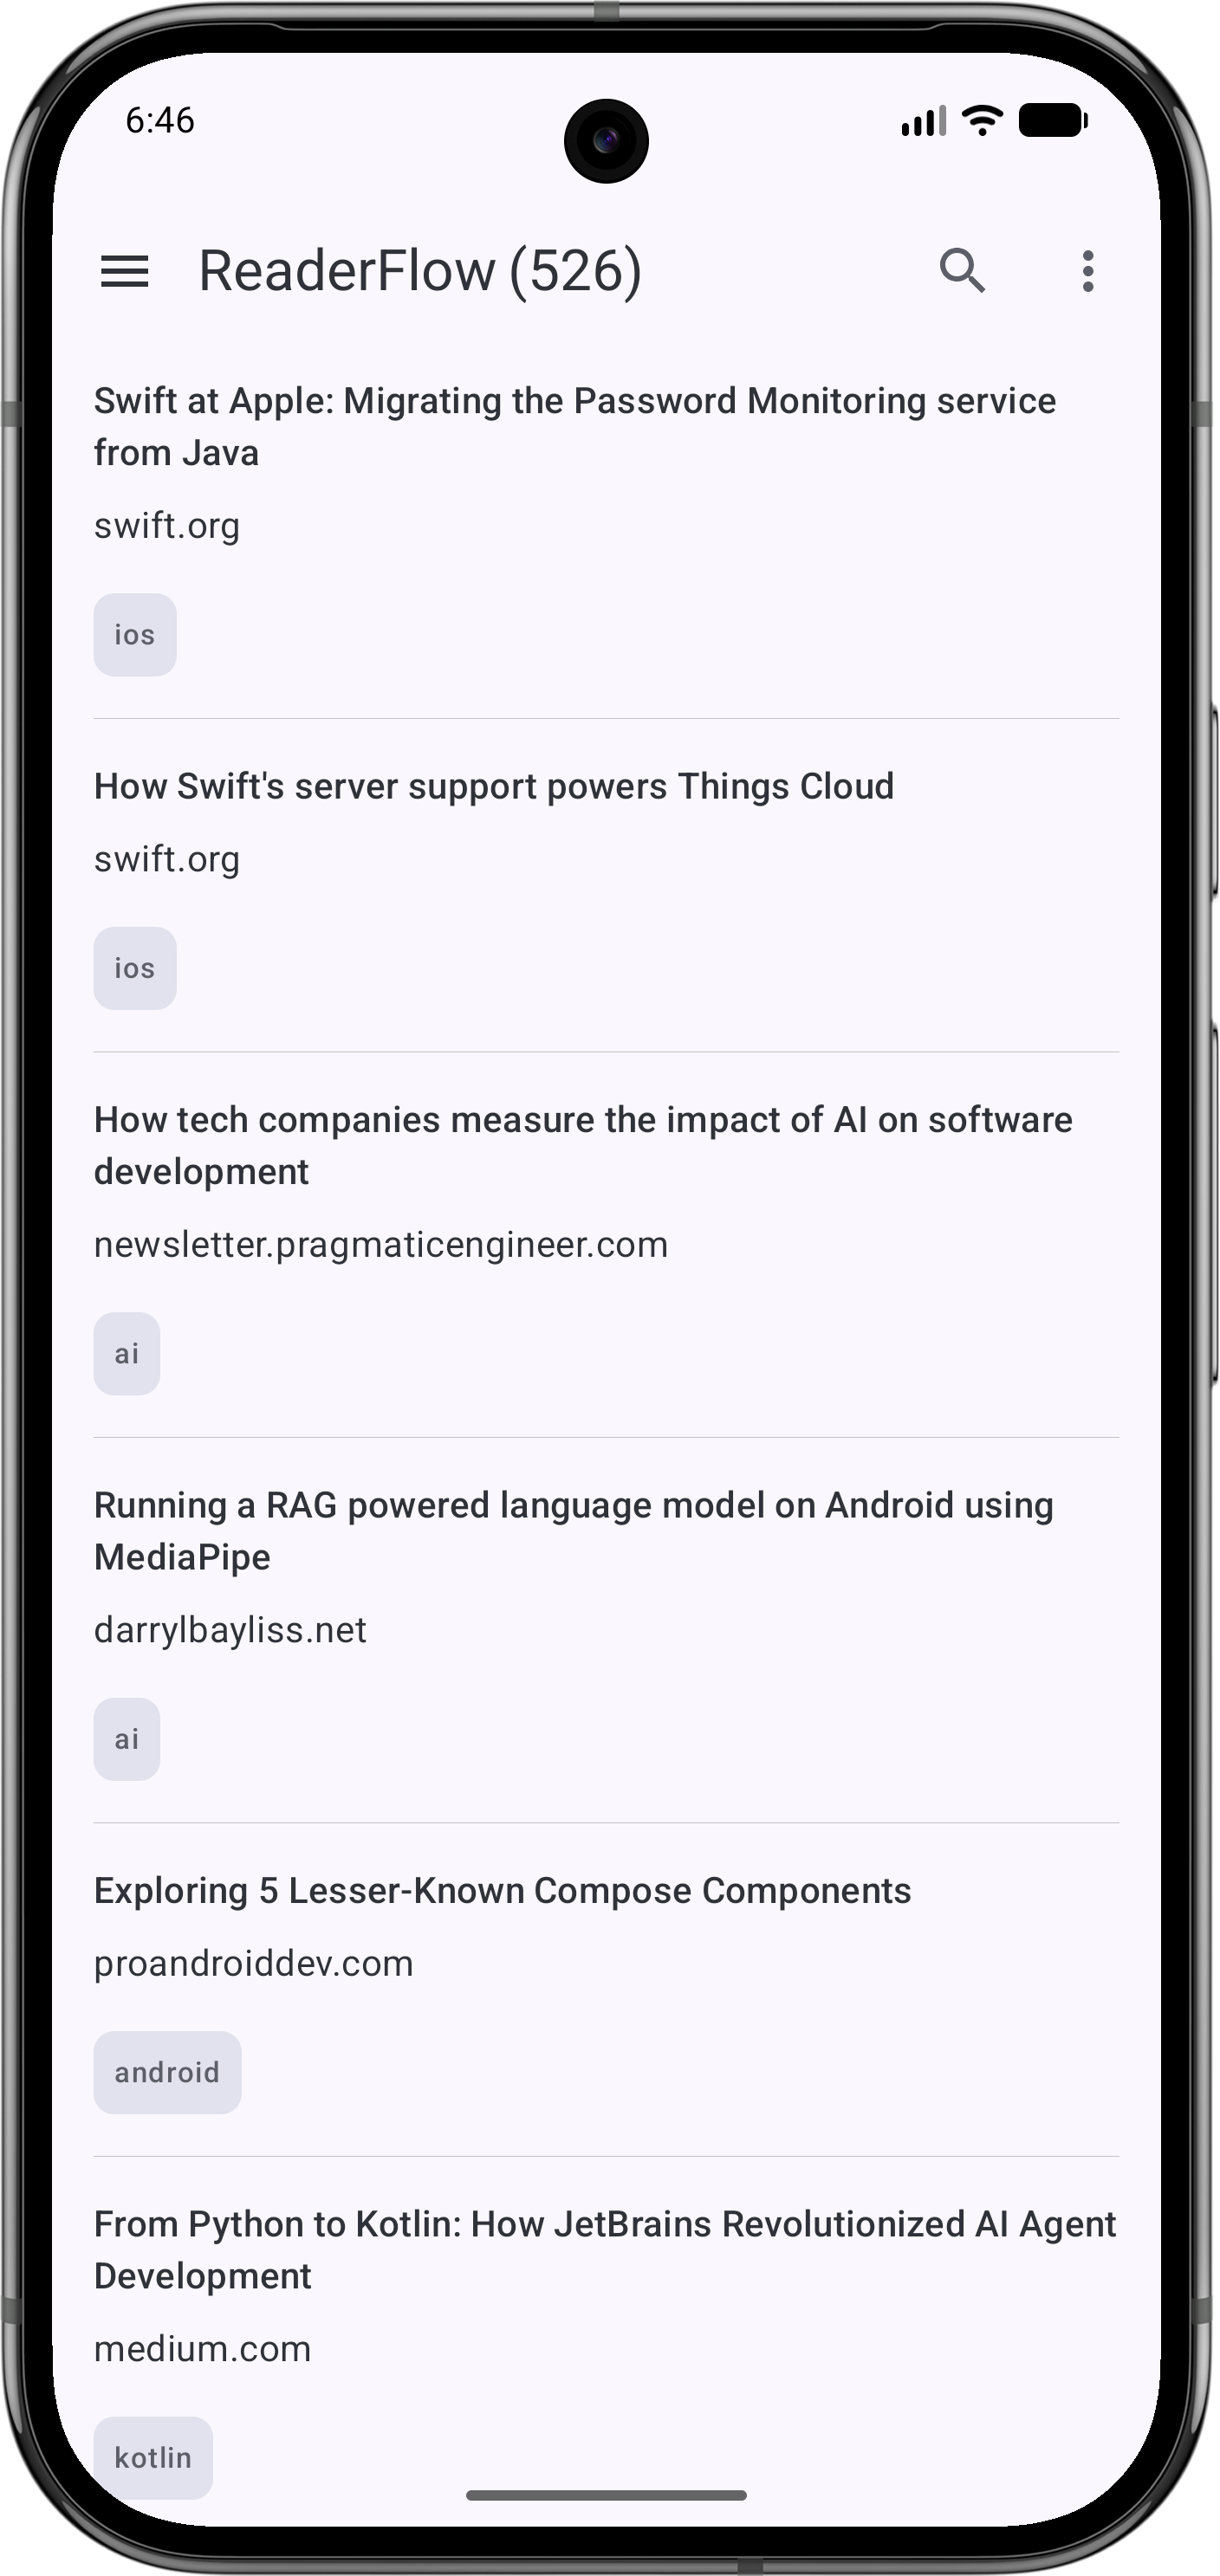 6:46
ReaderFlow (526)
Swift at Apple: Migrating the Password Monitoring service
from Java
swift.org
ios
How Swift's server support powers Things Cloud
swift.org
ios
How tech companies measure the impact of AI on software
development
newsletter.pragmaticengineer.com
ai
Running a RAG powered language model on Android using
MediaPipe
darrylbayliss.net
ai
Exploring 5 Lesser-Known Compose Components
proandroiddev.com
android
From Python to Kotlin: How JetBrains Revolutionized AI Agent
Development
medium.com
kotlin